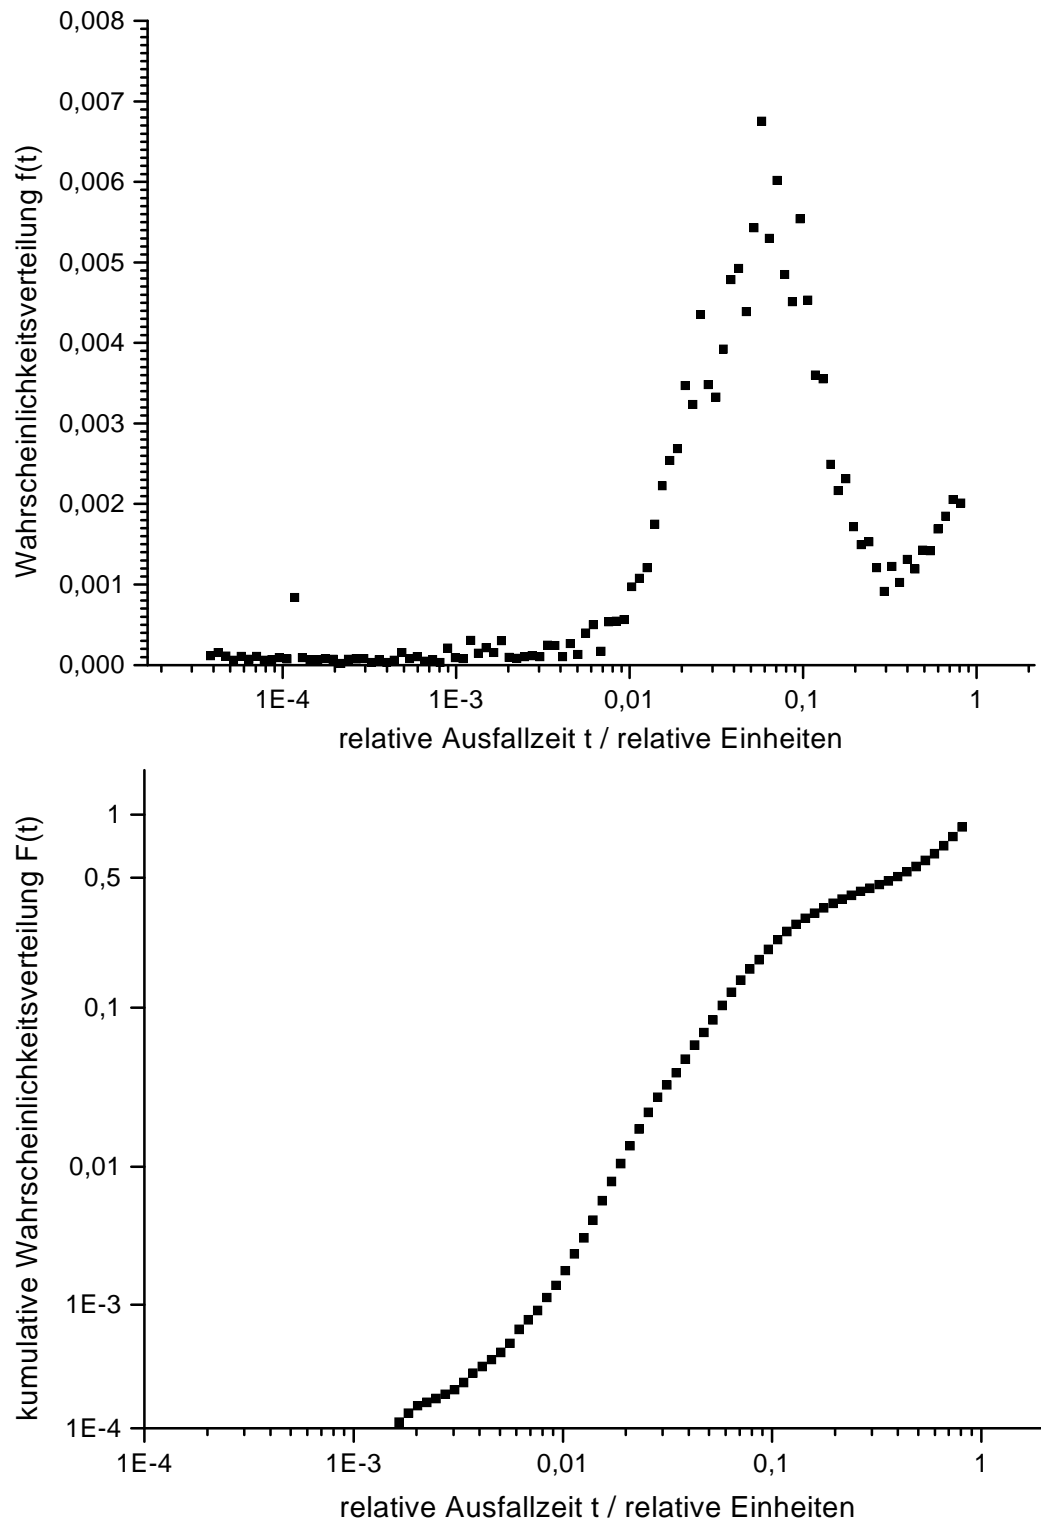 0,008
0,007
0,006
0,005
0,004
0,003
0,002
0,001
0,000
Wahrscheinlichkeitsverteilung f(t)
1E-4 1E-3 0,01 0,1 1
relative Ausfallzeit t / relative Einheiten
1
0,5
0,1
0,01
1E-3
1E-4
kumulative Wahrscheinlichkeitsverteilung F(t)
1E-4 1E-3 0,01 0,1 1
relative Ausfallzeit t / relative Einheiten